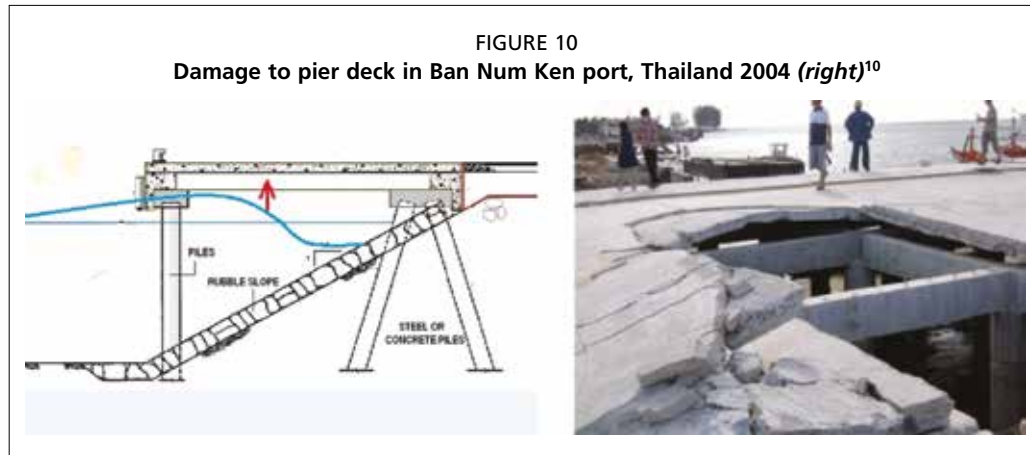 FIGURE 10
Damage to pier deck in Ban Num Ken port, Thailand 2004 (right)¹⁰
PILES
RUBBLE SLOPE
STEEL OR
CONCRETE PILES